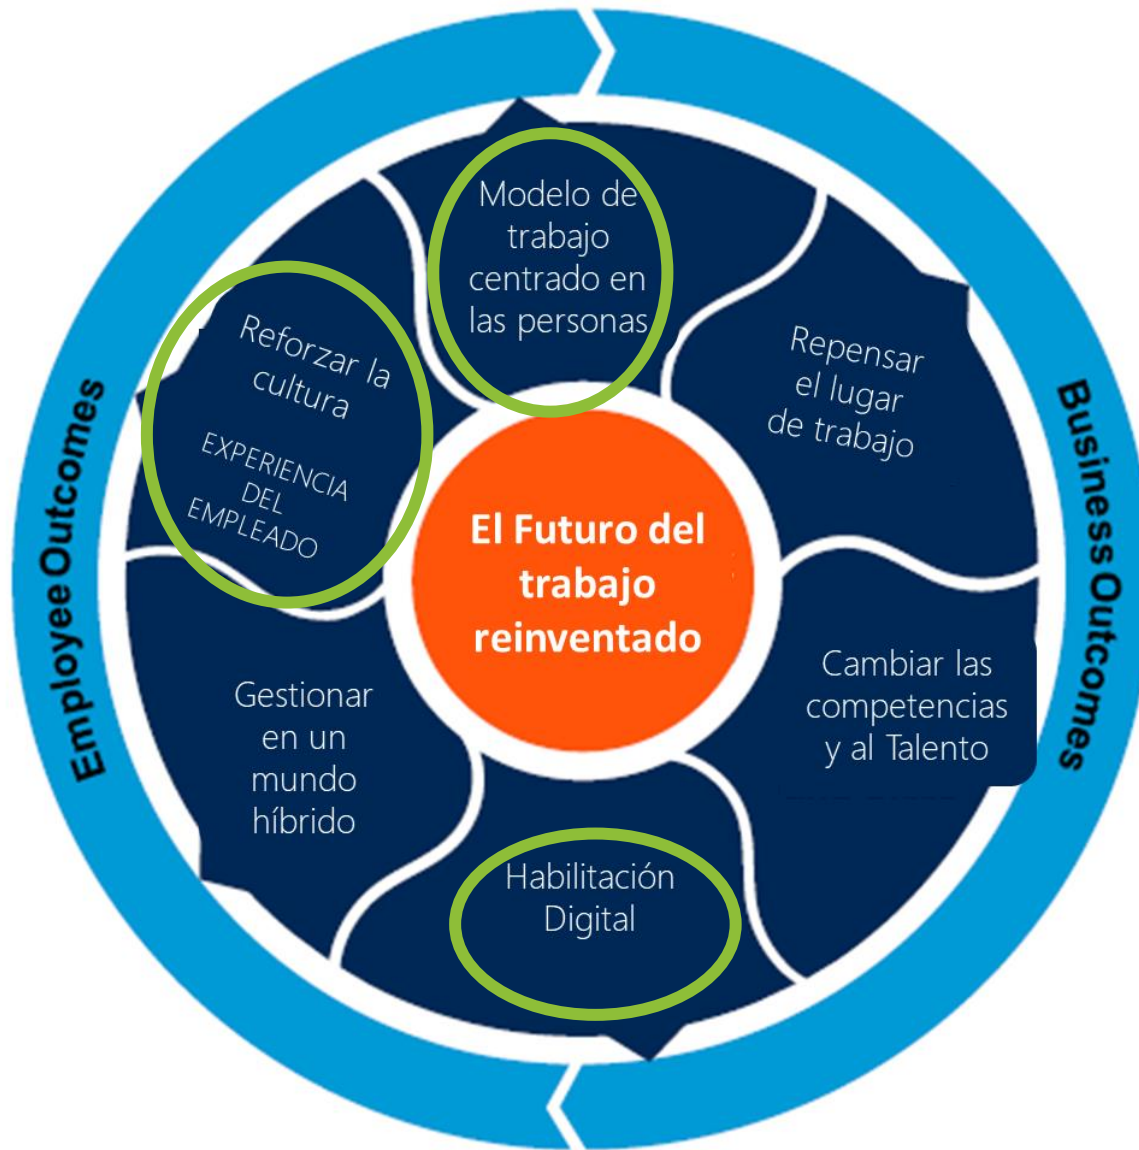 Modelo de
trabajo
centrado en
las personas
Repensar
el lugar
de trabajo
Cambiar las
competencias
y al Talento
Habilitación
Digital
Gestionar
en un
mundo
híbrido
Reforzar la
cultura
EXPERIENCIA
DEL
EMPLEADO
El Futuro del
trabajo
reinventado
Employee Outcomes
Business Outcomes